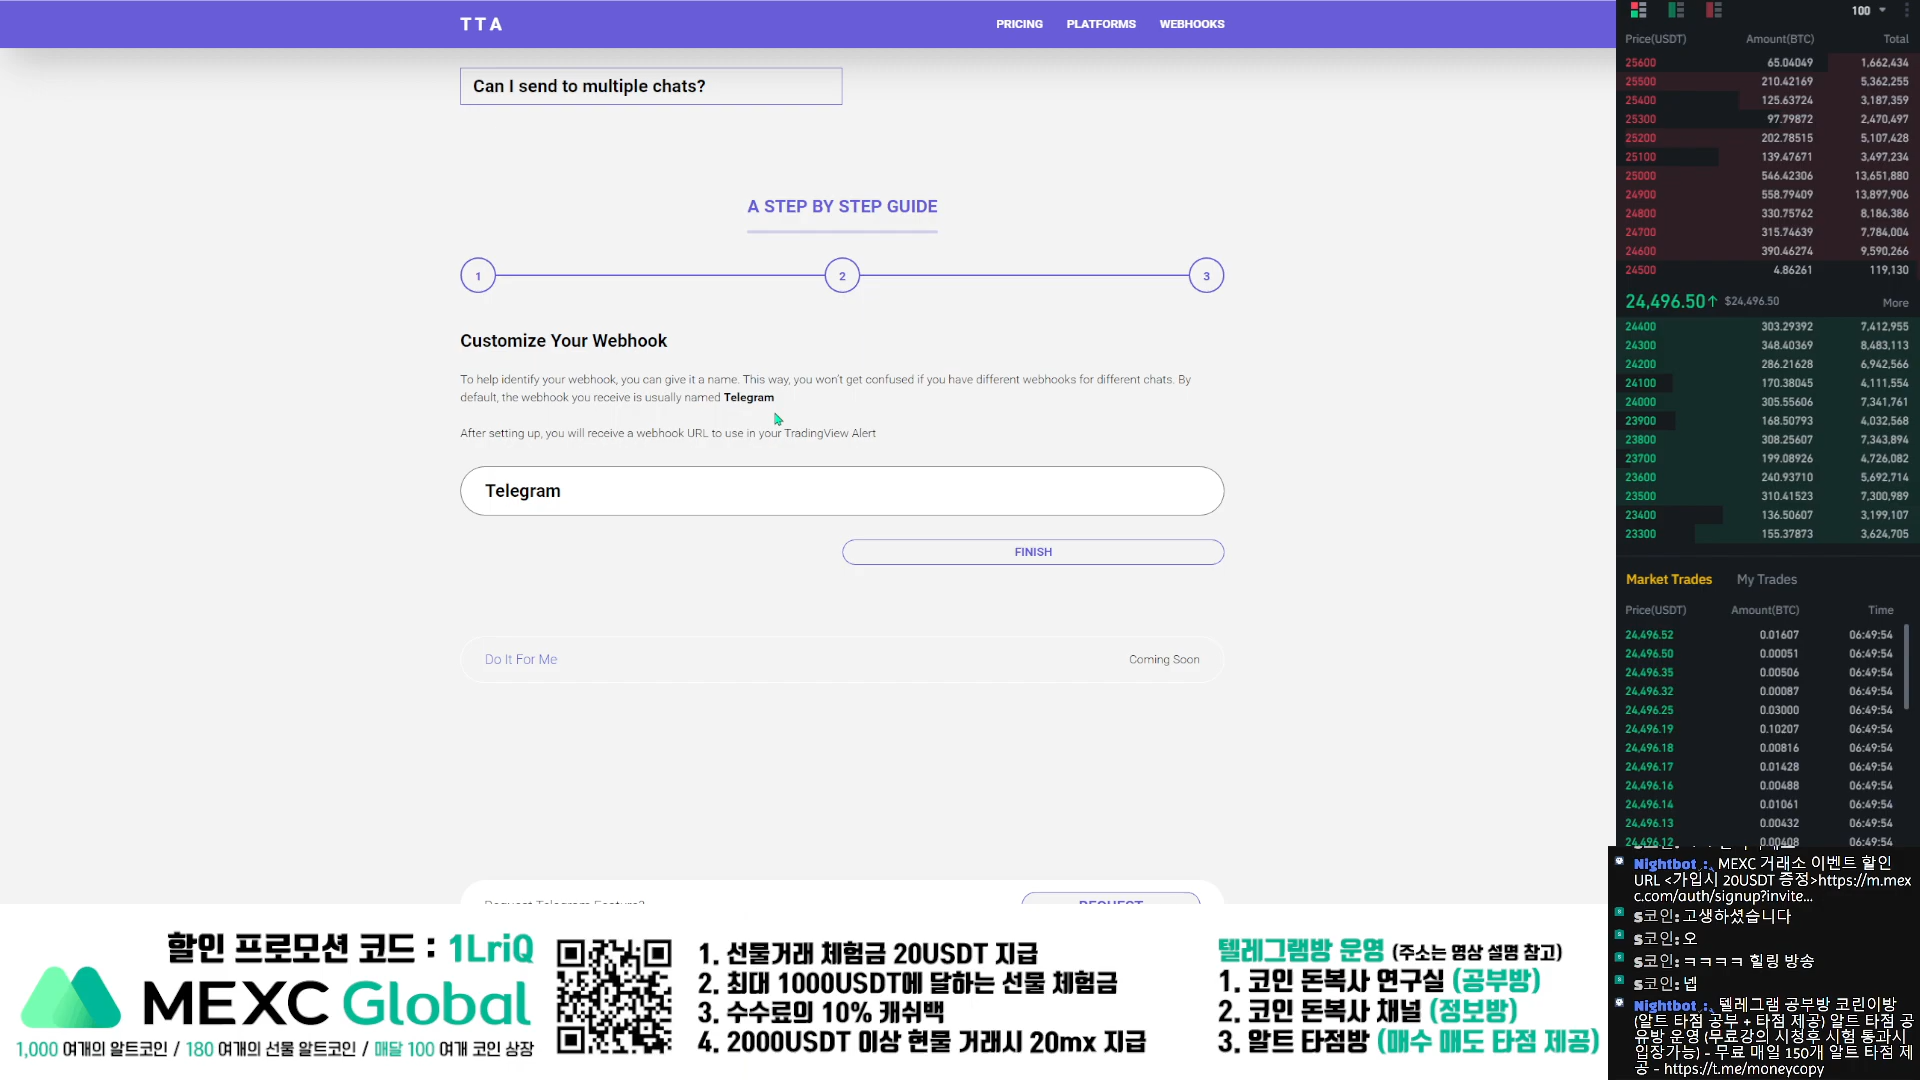 TTA
PRICING PLATFORMS WEBHOOKS
Can I send to multiple chats?
A STEP BY STEP GUIDE
1 2 3
Customize Your Webhook
To help identify your webhook, you can give it a name. This way, you won't get confused if you have different webhooks for different chats. By
default, the webhook you receive is usually named Telegram
After setting up, you will receive a webhook URL to use in your TradingView Alert
Telegram
FINISH
Do It For Me Coming Soon
Request Telegram Feature? REQUEST
할인 프로모션 코드 : 1LriQ
MEXC Global
1,000 여개의 알트코인 / 180 여개의 선물 알트코인 / 매달 100 여개 코인 상장
1. 선물거래 체험금 20USDT 지급
2. 최대 1000USDT에 달하는 선물 체험금
3. 수수료의 10% 캐쉬백
4. 2000USDT 이상 현물 거래시 20mx 지급
텔레그램방 운영 (주소는 영상 설명 참고)
1. 코인 돈복사 연구실 (공부방)
2. 코인 돈복사 채널 (정보방)
3. 알트 타점방 (매수 매도 타점 제공)
100
Price(USDT) Amount(BTC) Total
25600 65.04049 1,662,434
25500 210.42169 5,362,255
25400 125.63724 3,187,359
25300 97.79872 2,470,497
25200 202.78515 5,107,428
25100 139.47671 3,497,234
25000 546.42306 13,651,880
24900 558.79409 13,897,906
24800 330.75762 8,186,386
24700 315.74639 7,784,004
24600 390.46274 9,590,266
24500 4.86261 119,130
24,496.50↑ $24,496.50 More
24400 303.29392 7,412,955
24300 348.40369 8,483,113
24200 286.21628 6,942,566
24100 170.38045 4,111,554
24000 305.55606 7,341,761
23900 168.50793 4,032,568
23800 308.25607 7,343,894
23700 199.08926 4,726,082
23600 240.93710 5,692,714
23500 310.41523 7,300,989
23400 136.50607 3,199,107
23300 155.37873 3,624,705
Market Trades My Trades
Price(USDT) Amount(BTC) Time
24,496.52 0.01607 06:49:54
24,496.50 0.00051 06:49:54
24,496.35 0.00506 06:49:54
24,496.32 0.00087 06:49:54
24,496.25 0.03000 06:49:54
24,496.19 0.10207 06:49:54
24,496.18 0.00816 06:49:54
24,496.17 0.01428 06:49:54
24,496.16 0.00488 06:49:54
24,496.14 0.01061 06:49:54
24,496.13 0.00432 06:49:54
24,496.12 0.00408 06:49:54
Nightbot : MEXC 거래소 이벤트 할인
URL <가입시 20USDT 증정>https://m.mex
c.com/auth/signup?invite...
S코인: 고생하셨습니다
S코인: 오
S코인: ㅋㅋㅋㅋ 힐링 방송
S코인: 넵
Nightbot : 텔레그램 공부방 코린이방
(알트 타점 공부 + 타점 제공) 알트 타점 공
유방 운영 (무료강의 시청후 시험 통과시
입장가능) - 무료 매일 150개 알트 타점 제
공 - https://t.me/moneycopy